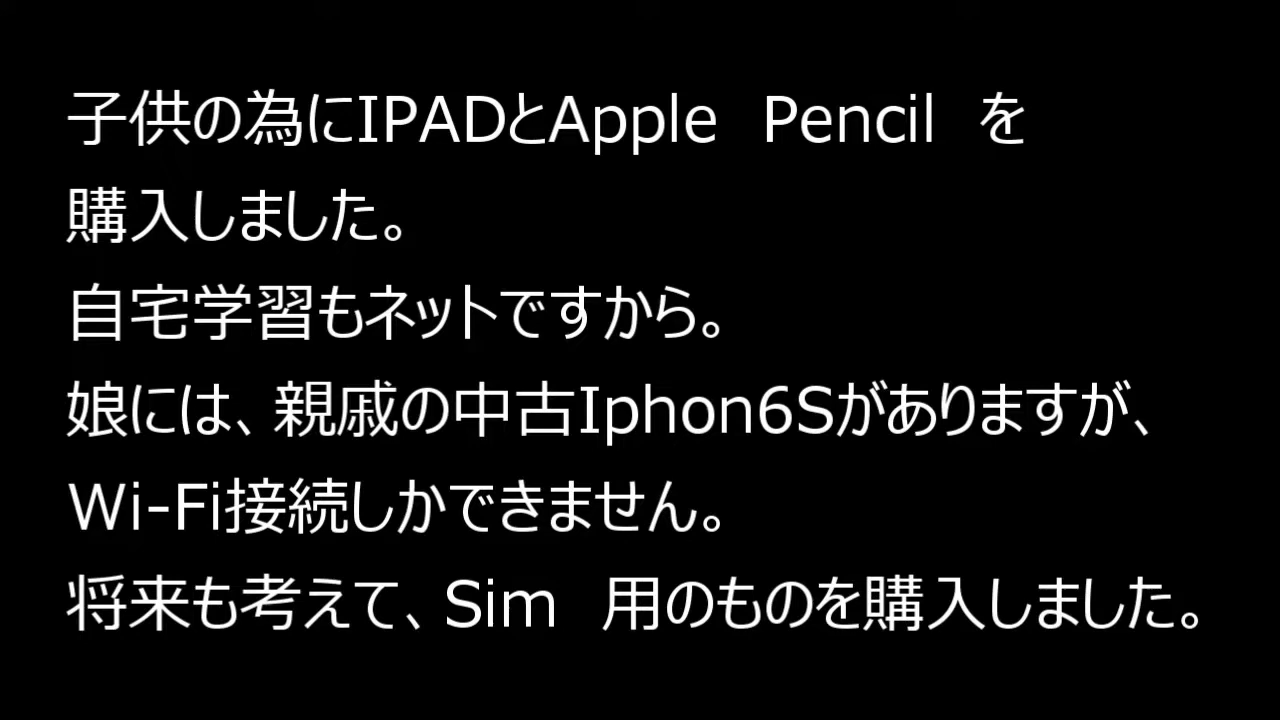 子供の為にIPADとApple　Pencil　を
購入しました。
自宅学習もネットですから。
娘には、親戚の中古Iphon6Sがありますが、
Wi-Fi接続しかできません。
将来も考えて、Sim　用のものを購入しました。